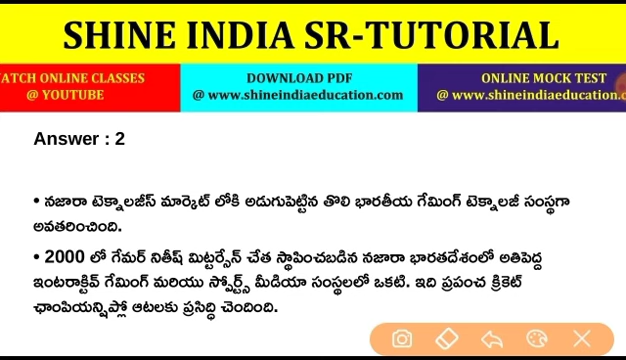 SHINE INDIA SR-TUTORIAL
ATCH ONLINE CLASSES
@ YOUTUBE
DOWNLOAD PDF
@ www.shineindiaeducation.com
ONLINE MOCK TEST
@ www.shineindiaeducation.c
Answer : 2
• నజారా టెక్నాలజీస్ మార్కెట్ లోకి అడుగుపెట్టిన తొలి భారతీయ గేమింగ్ టెక్నాలజీ సంస్థగా
అవతరించింది.
• 2000 లో గేమర్ నితీష్ మిట్టర్సేన్ చేత స్థాపించబడిన నజారా భారతదేశంలో అతిపెద్ద
ఇంటరాక్టివ్ గేమింగ్ మరియు స్పోర్ట్స్ మీడియా సంస్థలలో ఒకటి. ఇది ప్రపంచ క్రికెట్
ఛాంపియన్షిప్లో ఆటలకు ప్రసిద్ధి చెందింది.